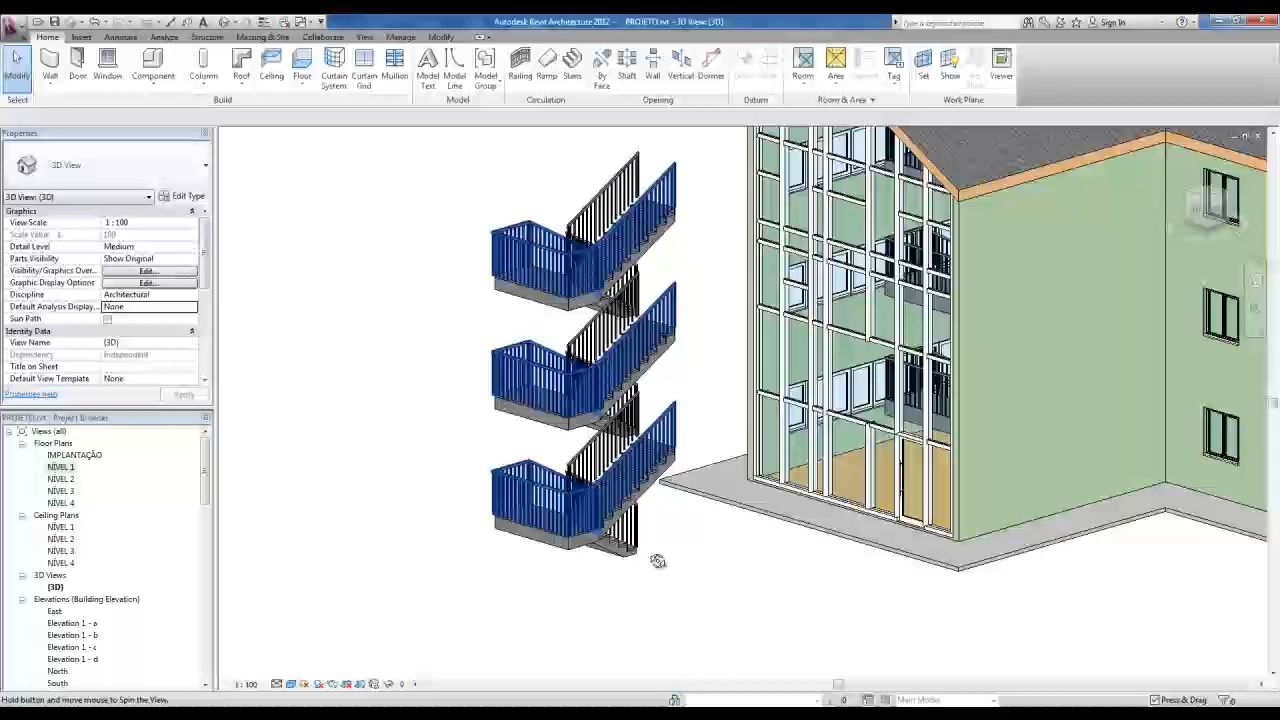 Autodesk Revit Architecture 2012 - PROJETO.rvt - 3D View: {3D}
Type a keyword or phrase
Sign In
Home Insert Annotate Analyze Structure Massing & Site Collaborate View Manage Modify
Modify Wall Door Window Component Column Roof Ceiling Floor Curtain System Curtain Grid Mullion Model Text Model Line Model Group Railing Ramp Stairs By Face Shaft Wall Vertical Dormer Room Area Tag Set Show Viewer
Select Build Model Circulation Opening Datum Room & Area Work Plane
Properties
3D View
3D View: {3D} Edit Type
Graphics
View Scale 1 : 100
Scale Value 1: 100
Detail Level Medium
Parts Visibility Show Original
Visibility/Graphics Over... Edit...
Graphic Display Options Edit...
Discipline Architectural
Default Analysis Display... None
Sun Path
Identity Data
View Name {3D}
Dependency Independent
Title on Sheet
Default View Template None
Properties help Apply
PROJETO.rvt - Project Browser
Views (all)
Floor Plans
IMPLANTAÇÃO
NÍVEL 1
NÍVEL 2
NÍVEL 3
NÍVEL 4
Ceiling Plans
NÍVEL 1
NÍVEL 2
NÍVEL 3
NÍVEL 4
3D Views
{3D}
Elevations (Building Elevation)
East
Elevation 1 - a
Elevation 1 - b
Elevation 1 - c
Elevation 1 - d
North
South
1 : 100
Hold button and move mouse to Spin the View.
:0
Main Model
Press & Drag
:0